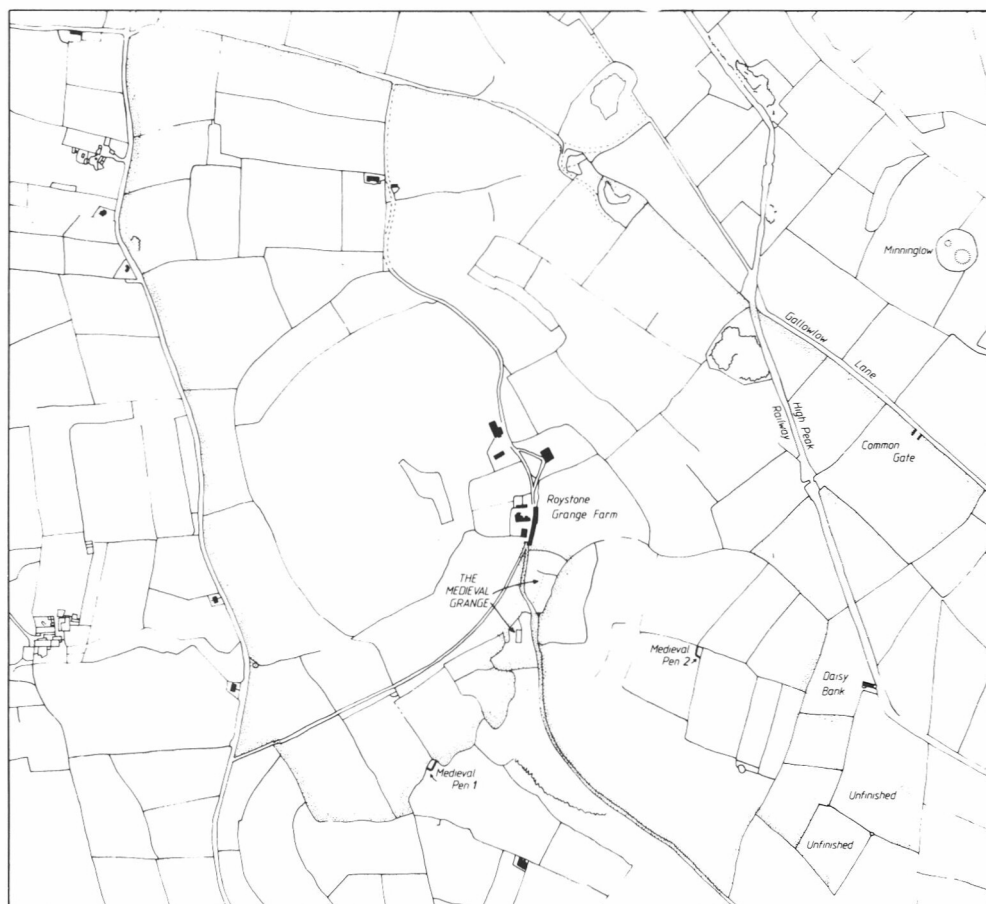 Minninglow
Gallowlow
Lane
High Peak
Railway
Common
Gate
Roystone
Grange Farm
THE
MEDIEVAL
GRANGE
Medieval
Pen 2
Daisy
Bank
Medieval
Pen 1
Unfinished
Unfinished